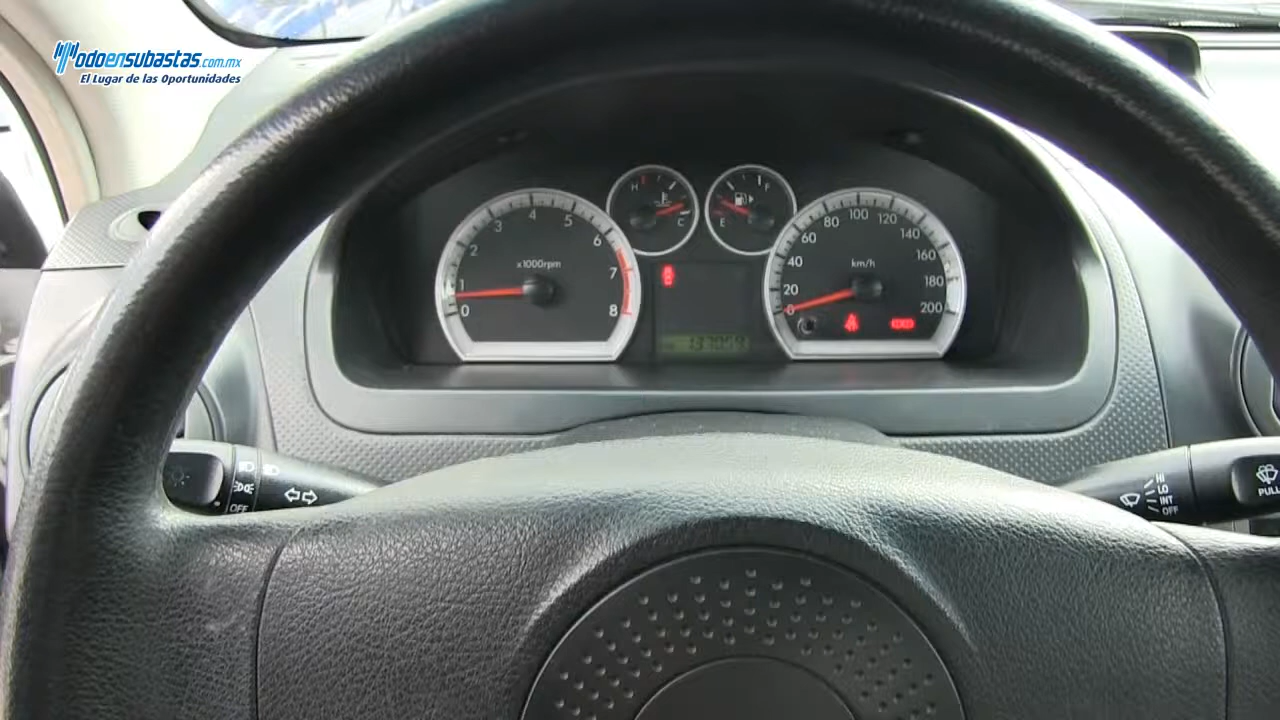 Todoensubastas.com.mx
El Lugar de las Oportunidades
H
C
F
E
0
1
2
3
4
5
6
7
8
x1000rpm
0
20
40
60
80
100
120
140
160
180
200
km/h
OFF
HI
LO
INT
OFF
PULL